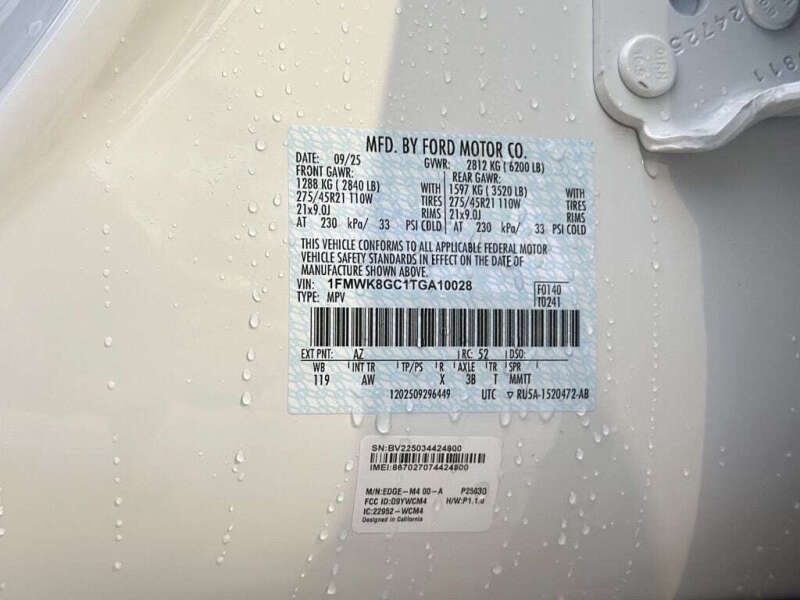 24725
MFD. BY FORD MOTOR CO.
DATE: 09/25 GVWR: 2812 KG ( 6200 LB)
FRONT GAWR: REAR GAWR:
1288 KG ( 2840 LB) WITH 1597 KG ( 3520 LB) WITH
275/45R21 110W TIRES 275/45R21 110W TIRES
21x9.0J RIMS 21x9.0J RIMS
AT 230 kPa/ 33 PSI COLD AT 230 kPa/ 33 PSI COLD
THIS VEHICLE CONFORMS TO ALL APPLICABLE FEDERAL MOTOR
VEHICLE SAFETY STANDARDS IN EFFECT ON THE DATE OF
MANUFACTURE SHOWN ABOVE.
VIN: 1FMWK8GC1TGA10028 F0140
TYPE: MPV T0241
EXT PNT: AZ RC: 52 DSO:
WB INT TR TP/PS R AXLE TR SPR
119 AW X 3B T MMTT
1202509296449 UTC ▽ RU5A-1520472-AB
SN:BV225034424800
IMEI:867027074424800
M/N:EDGE-M4 00-A P25030
FCC ID:D9YWCM4 H/W:P1.1.d
IC:22952-WCM4
Designed in California